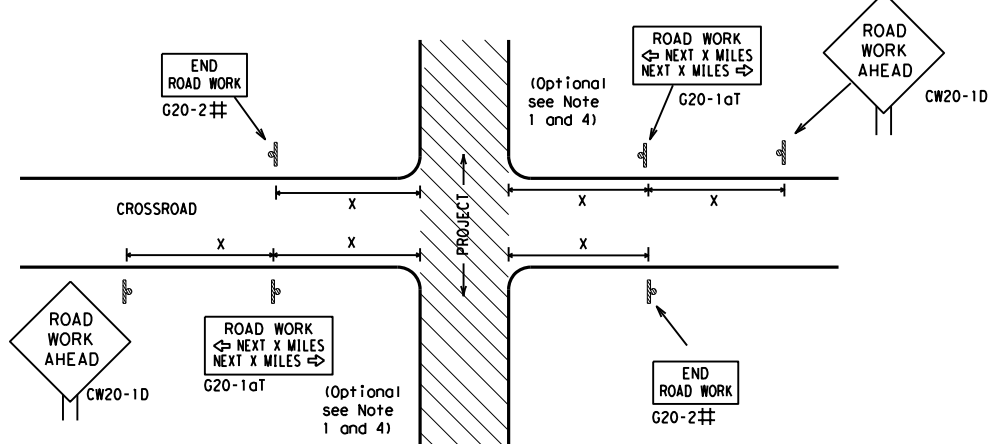 END
ROAD WORK
G20-2#
ROAD WORK
⇦ NEXT X MILES
NEXT X MILES ⇨
G20-1aT
(Optional
see Note
1 and 4)
ROAD
WORK
AHEAD
CW20-1D
X
X
X
CROSSROAD
PROJECT
X
X
X
ROAD
WORK
AHEAD
CW20-1D
ROAD WORK
⇦ NEXT X MILES
NEXT X MILES ⇨
G20-1aT
(Optional
see Note
1 and 4)
END
ROAD WORK
G20-2#